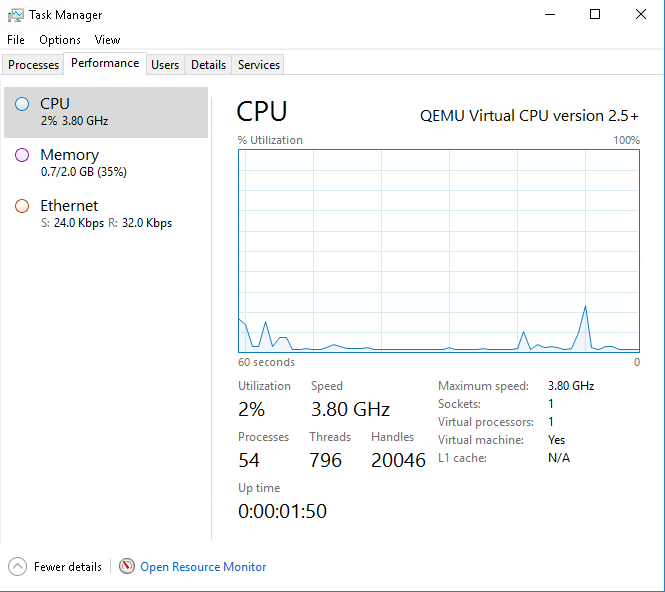 Task Manager
File Options View
Processes Performance Users Details Services
CPU
2% 3.80 GHz
Memory
0.7/2.0 GB (35%)
Ethernet
S: 24.0 Kbps R: 32.0 Kbps
CPU QEMU Virtual CPU version 2.5+
% Utilization 100%
60 seconds 0
Utilization Speed
2% 3.80 GHz
Processes Threads Handles
54 796 20046
Up time
0:00:01:50
Maximum speed: 3.80 GHz
Sockets: 1
Virtual processors: 1
Virtual machine: Yes
L1 cache: N/A
Fewer details Open Resource Monitor